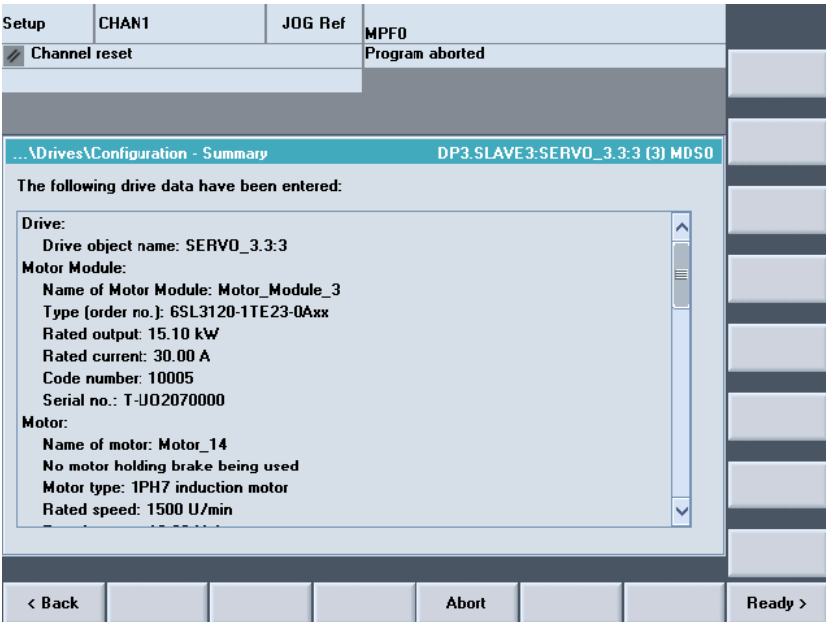 Setup CHAN1 JOG Ref MPF0
Channel reset Program aborted
...\Drives\Configuration - Summary DP3.SLAVE3:SERVO_3.3:3 (3) MDS0
The following drive data have been entered:
Drive:
Drive object name: SERVO_3.3:3
Motor Module:
Name of Motor Module: Motor_Module_3
Type (order no.): 6SL3120-1TE23-0Axx
Rated output: 15.10 kW
Rated current: 30.00 A
Code number: 10005
Serial no.: T-UO2070000
Motor:
Name of motor: Motor_14
No motor holding brake being used
Motor type: 1PH7 induction motor
Rated speed: 1500 U/min
< Back Abort Ready >